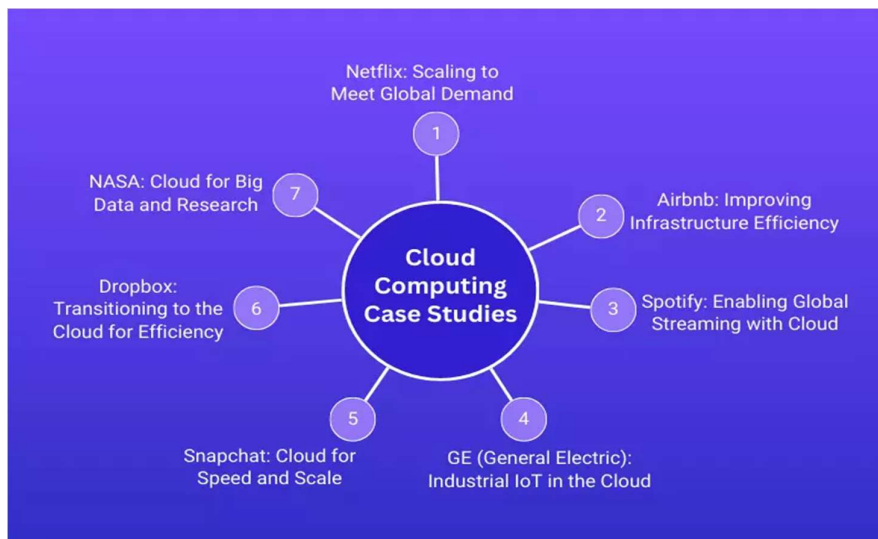 Cloud
Computing
Case Studies
1
Netflix: Scaling to
Meet Global Demand
2
Airbnb: Improving
Infrastructure Efficiency
3
Spotify: Enabling Global
Streaming with Cloud
4
GE (General Electric):
Industrial IoT in the Cloud
5
Snapchat: Cloud for
Speed and Scale
6
Dropbox:
Transitioning to the
Cloud for Efficiency
7
NASA: Cloud for Big
Data and Research